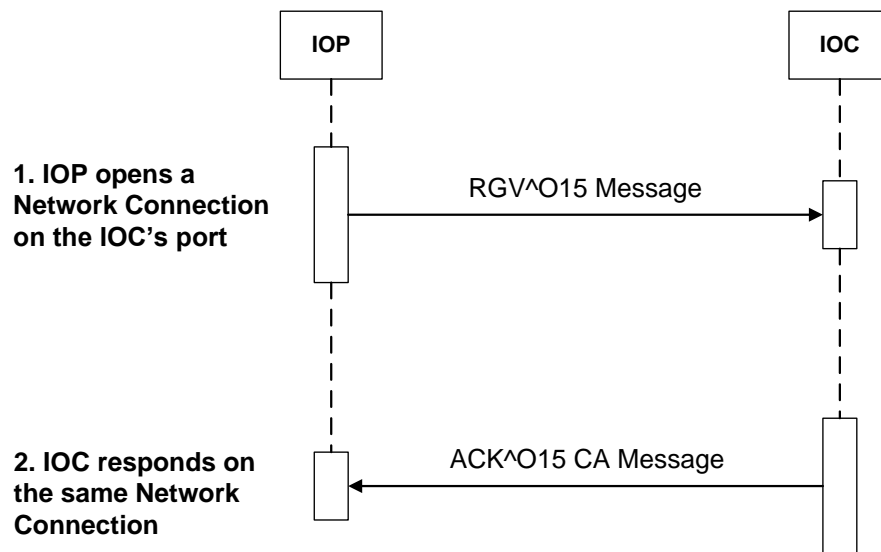 IOP
IOC
1. IOP opens a
Network Connection
on the IOC's port
RGV^O15 Message
2. IOC responds on
the same Network
Connection
ACK^O15 CA Message